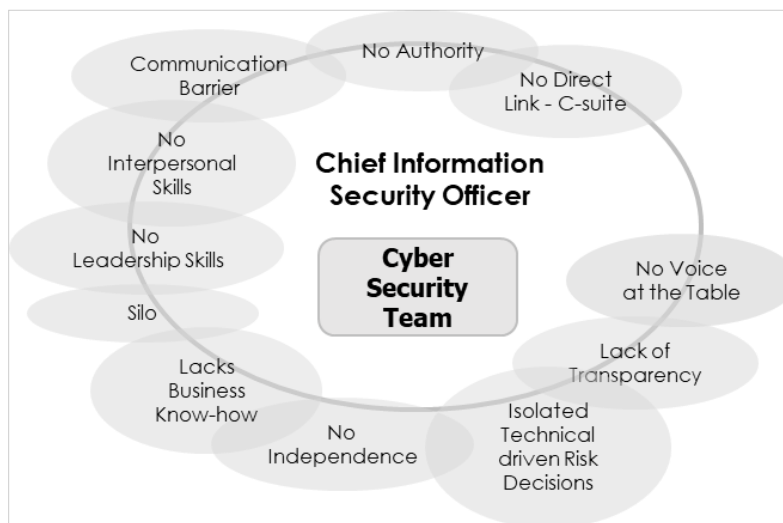 No Authority
Communication
Barrier
No Direct
Link - C-suite
No
Interpersonal
Skills
Chief Information
Security Officer
No
Leadership Skills
Cyber
Security
Team
No Voice
at the Table
Silo
Lack of
Transparency
Lacks
Business
Know-how
No
Independence
Isolated
Technical
driven Risk
Decisions